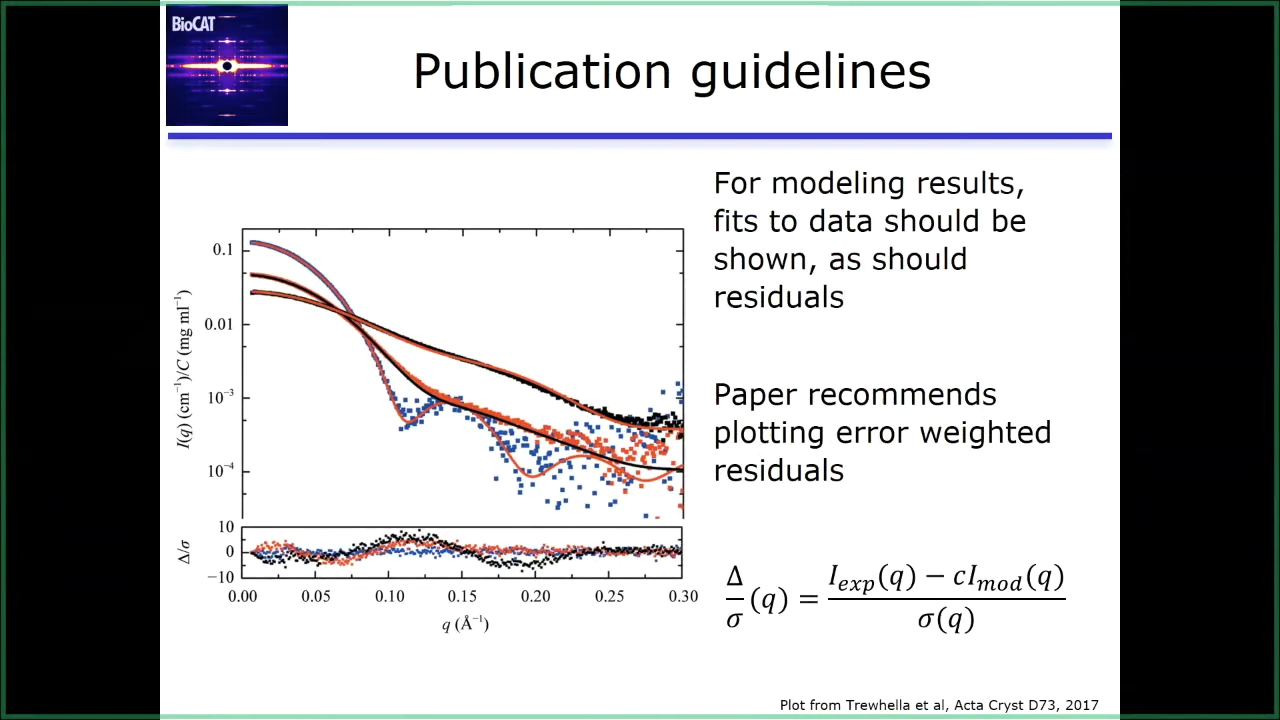 BioCAT
Publication guidelines
For modeling results,
fits to data should be
shown, as should
residuals
Paper recommends
plotting error weighted
residuals
I(q) (cm⁻¹)/C (mg ml⁻¹)
0.1
0.01
10⁻³
10⁻⁴
Δ/σ
10
0
−10
0.00 0.05 0.10 0.15 0.20 0.25 0.30
q (Å⁻¹)
Δ/σ (q) = (I_exp(q) − cI_mod(q)) / σ(q)
Plot from Trewhella et al, Acta Cryst D73, 2017